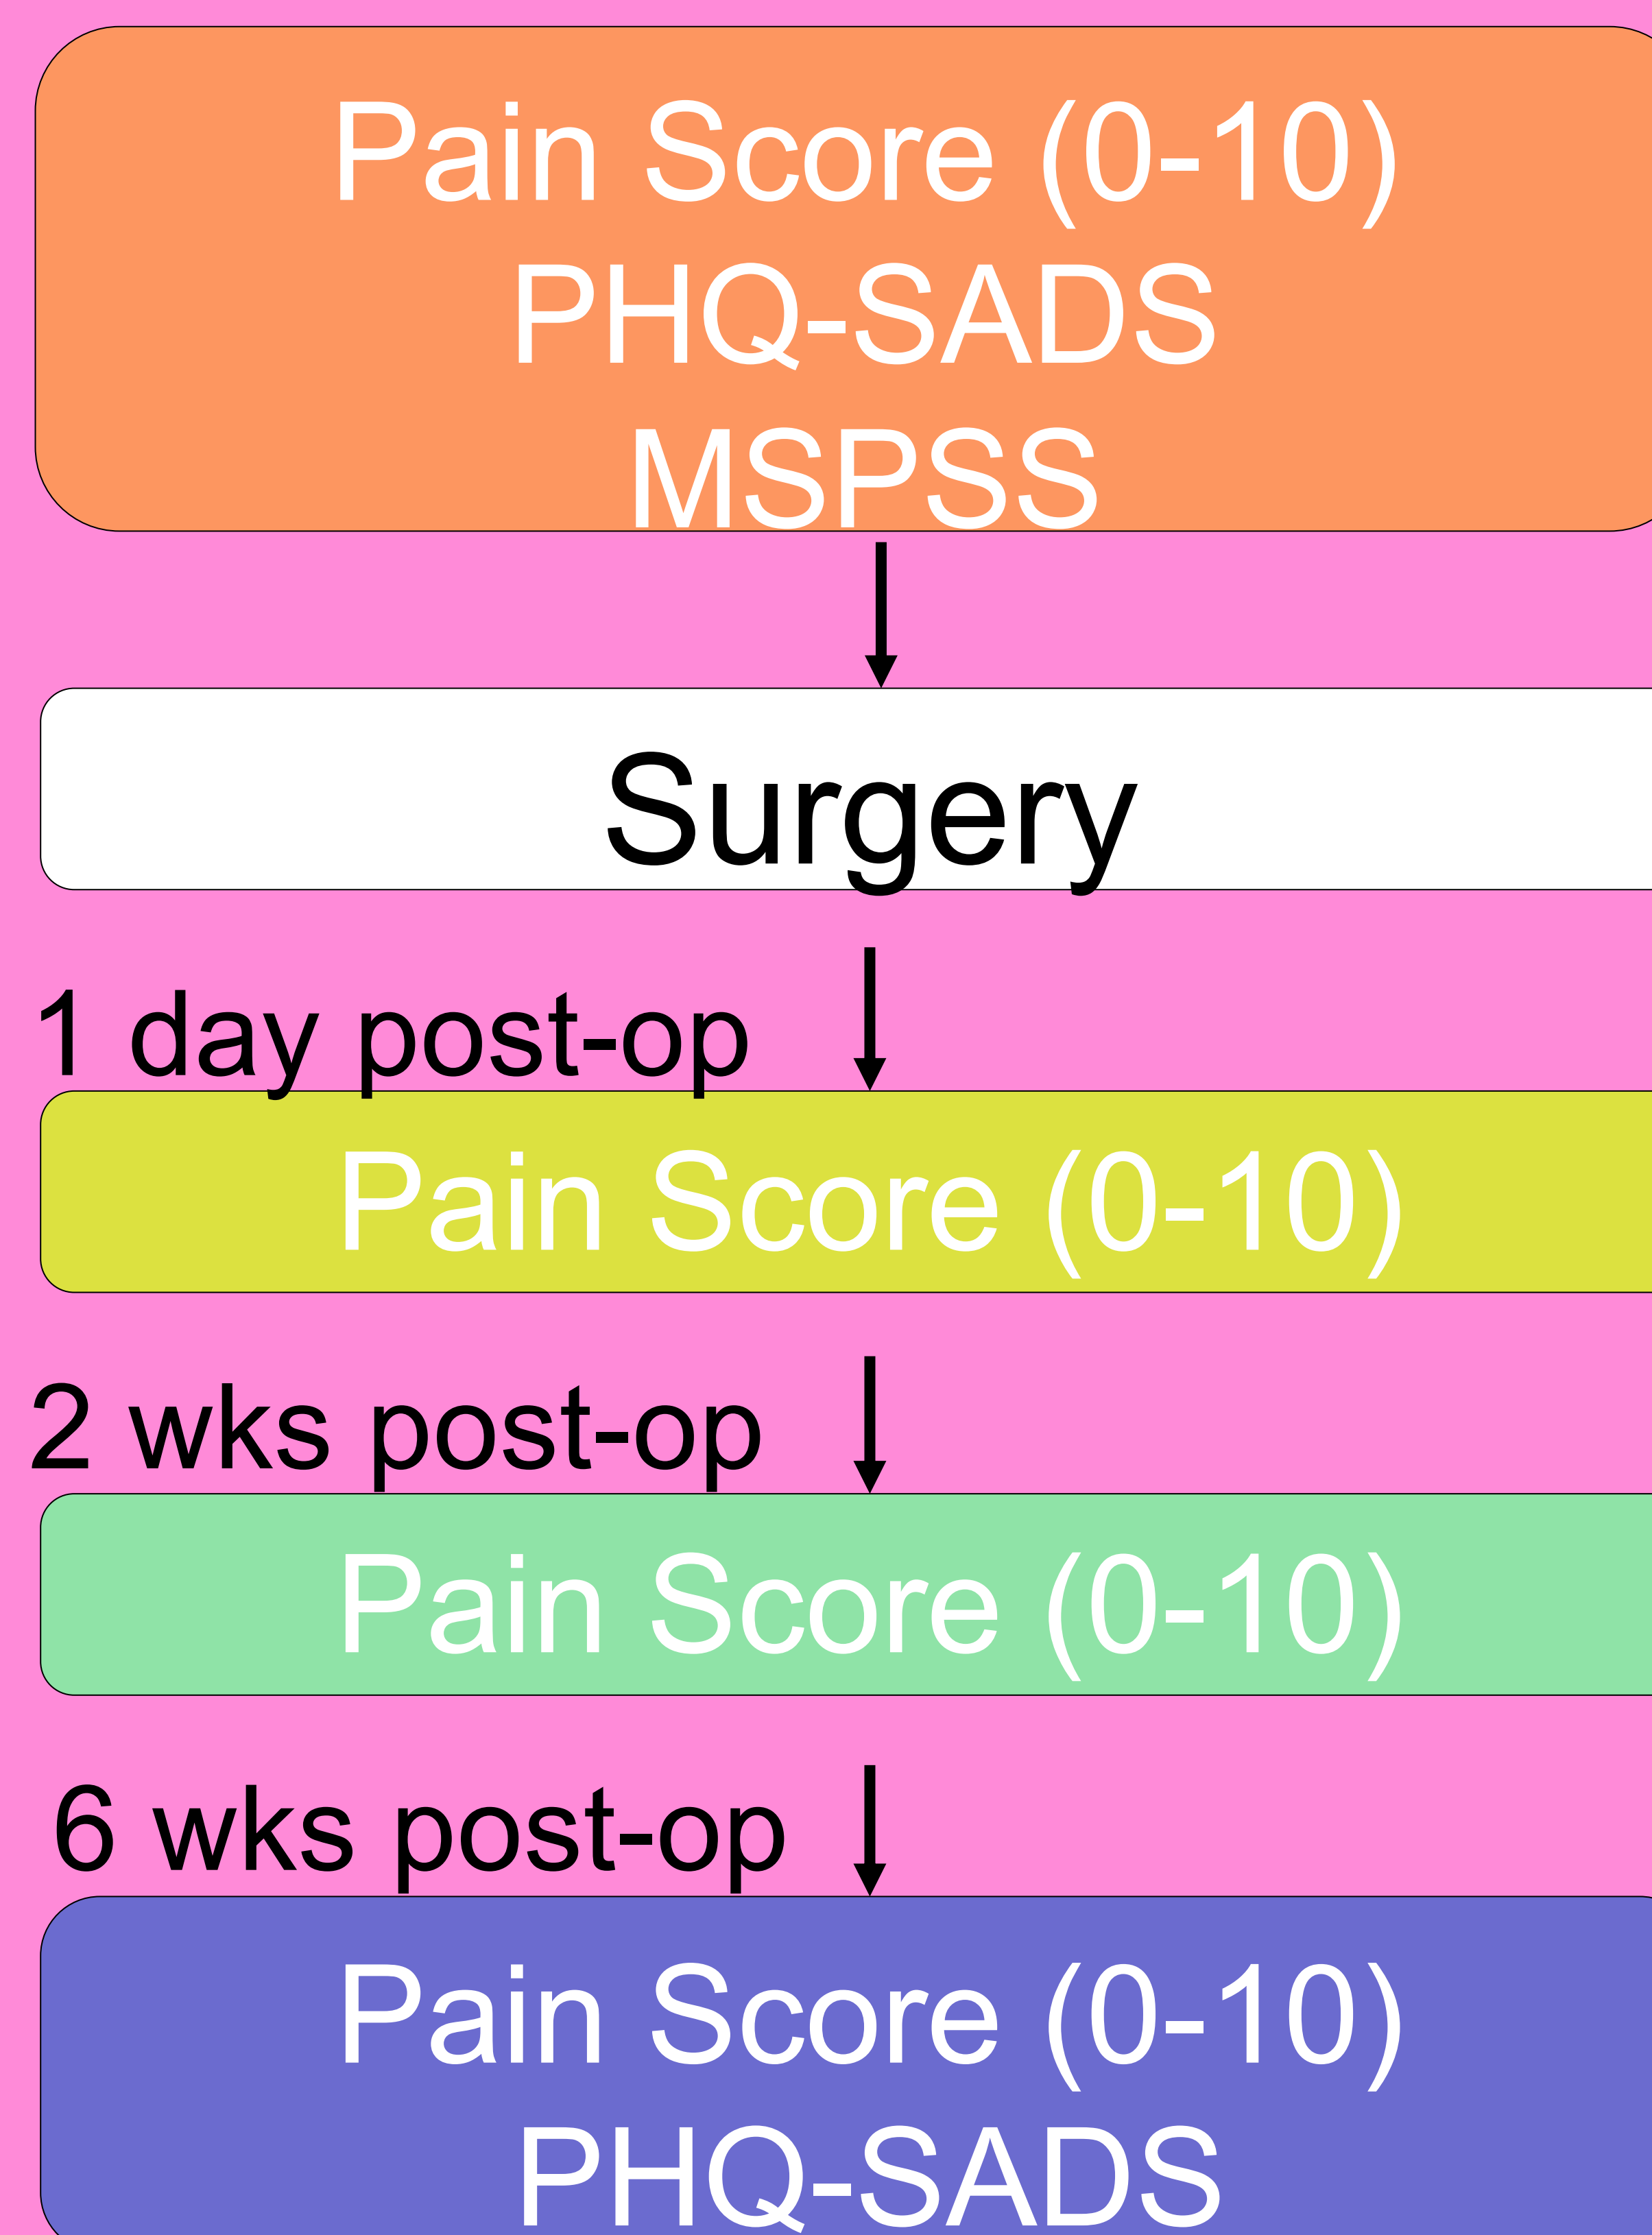 Pain Score (0-10)
PHQ-SADS
MSPSS
Surgery
1 day post-op
Pain Score (0-10)
2 wks post-op
Pain Score (0-10)
6 wks post-op
Pain Score (0-10)
PHQ-SADS